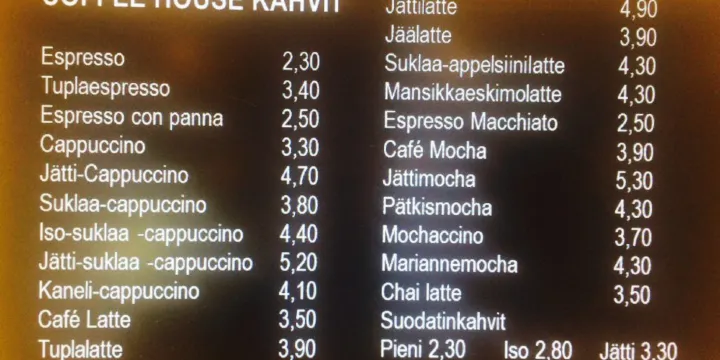 COFFEE HOUSE KAHVIT
Espresso 2,30
Tuplaespresso 3,40
Espresso con panna 2,50
Cappuccino 3,30
Jätti-Cappuccino 4,70
Suklaa-cappuccino 3,80
Iso-suklaa -cappuccino 4,40
Jätti-suklaa -cappuccino 5,20
Kaneli-cappuccino 4,10
Café Latte 3,50
Tuplalatte 3,90
Jättilatte 4,90
Jäälatte 3,90
Suklaa-appelsiinilatte 4,30
Mansikkaeskimolatte 4,30
Espresso Macchiato 2,50
Café Mocha 3,90
Jättimocha 5,30
Pätkismocha 4,30
Mochaccino 3,70
Mariannemocha 4,30
Chai latte 3,50
Suodatinkahvit
Pieni 2,30 Iso 2,80 Jätti 3,30